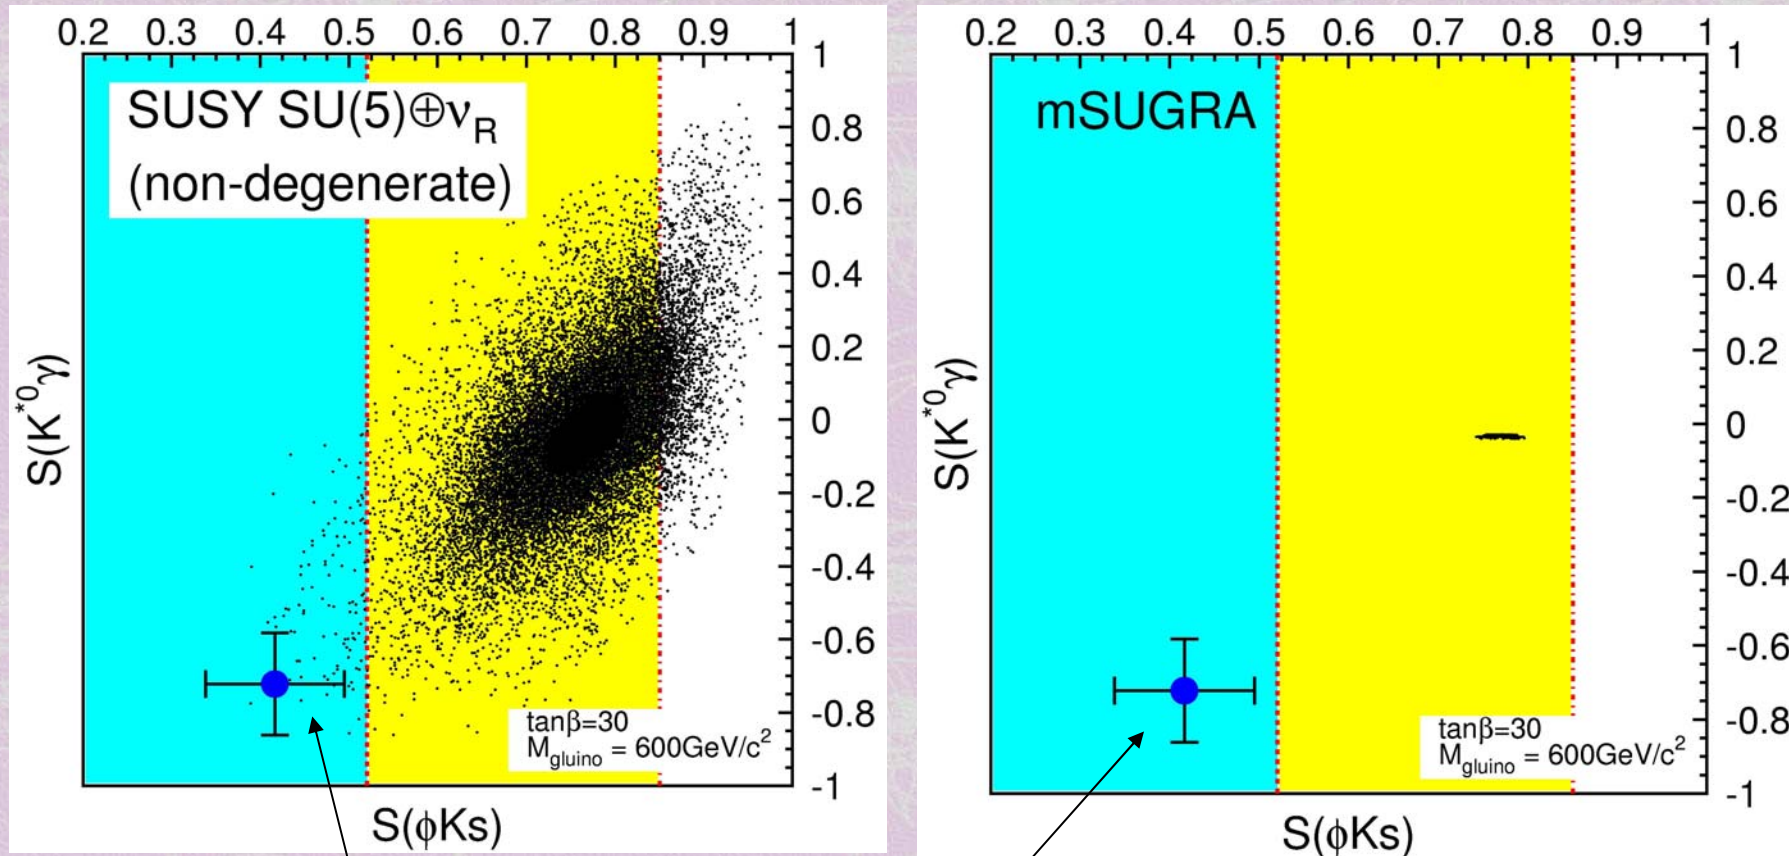 0.2 0.3 0.4 0.5 0.6 0.7 0.8 0.9 1
SUSY SU(5)⊕ν_R
(non-degenerate)
1
0.8
0.6
0.4
0.2
0
-0.2
-0.4
-0.6
-0.8
-1
S(K*⁰γ)
tanβ=30
M_gluino = 600GeV/c²
S(φKs)
0.2 0.3 0.4 0.5 0.6 0.7 0.8 0.9 1
mSUGRA
1
0.8
0.6
0.4
0.2
0
-0.2
-0.4
-0.6
-0.8
-1
S(K*⁰γ)
tanβ=30
M_gluino = 600GeV/c²
S(φKs)